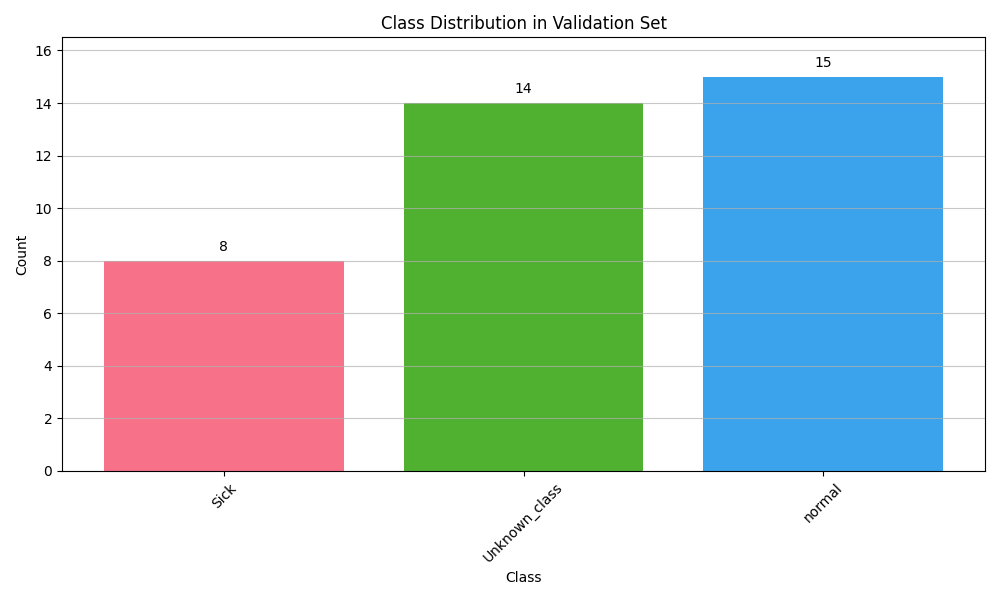 Class Distribution in Validation Set
16
14
12
10
8
6
4
2
0
Count
8
14
15
Sick
Unknown_class
normal
Class